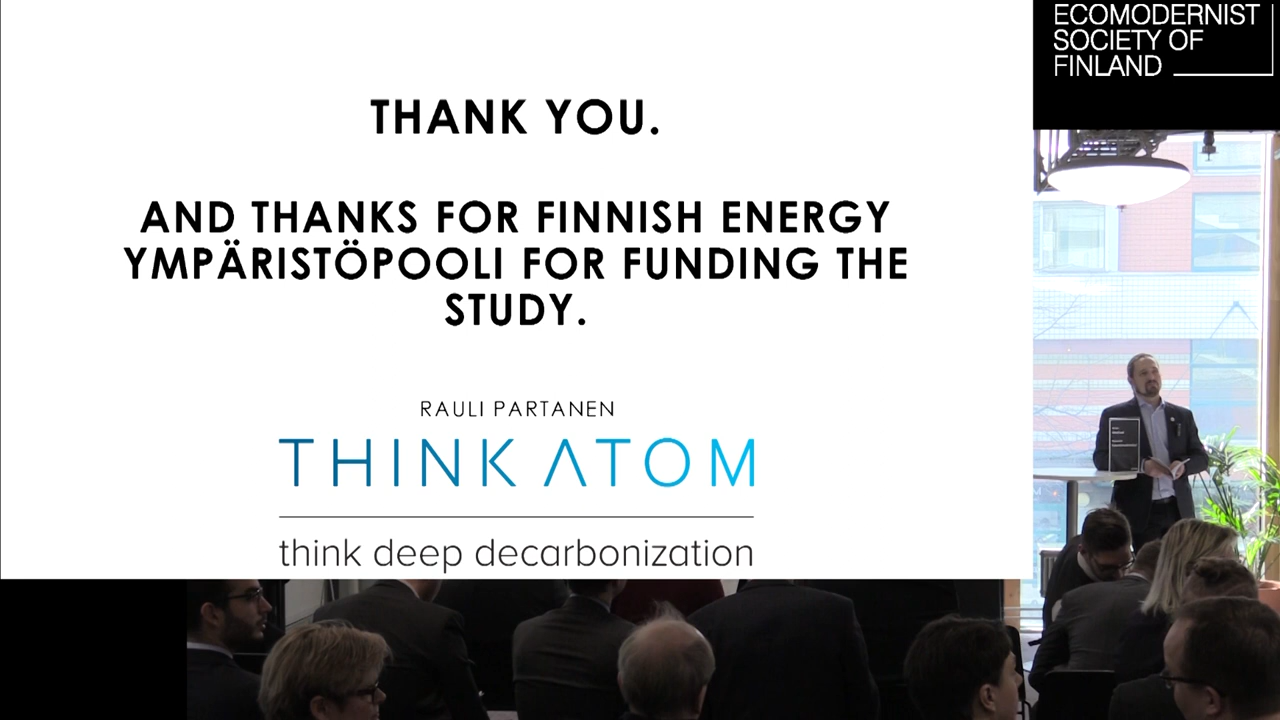 THANK YOU.
AND THANKS FOR FINNISH ENERGY
YMPÄRISTÖPOOLI FOR FUNDING THE
STUDY.
RAULI PARTANEN
THINK ATOM
think deep decarbonization
ECOMODERNIST
SOCIETY OF
FINLAND